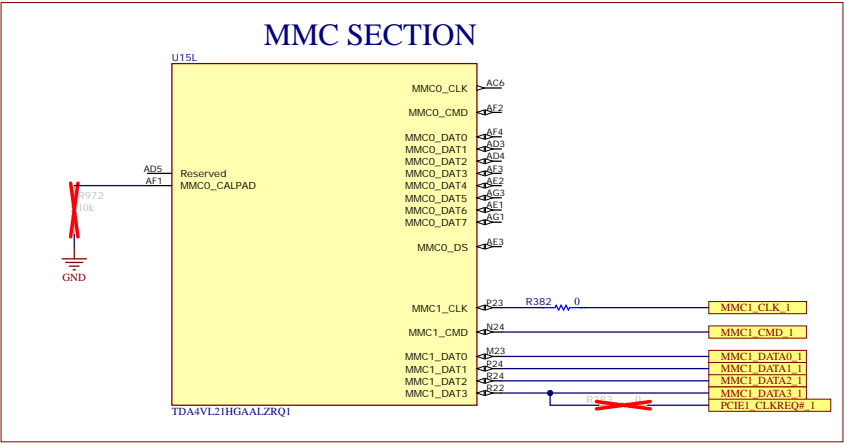 MMC SECTION
U15L
MMC0_CLK AC6
MMC0_CMD AF2
MMC0_DAT0 AF4
MMC0_DAT1 AD3
MMC0_DAT2 AD4
AD5 Reserved MMC0_DAT3 AF3
AF1 MMC0_CALPAD MMC0_DAT4 AE2
R972 MMC0_DAT5 AG3
10k MMC0_DAT6 AE1
MMC0_DAT7 AG1
MMC0_DS AE3
GND
MMC1_CLK P23 R382 0 MMC1_CLK_1
MMC1_CMD N24 MMC1_CMD_1
MMC1_DAT0 M23 MMC1_DATA0_1
MMC1_DAT1 P24 MMC1_DATA1_1
MMC1_DAT2 R24 MMC1_DATA2_1
MMC1_DAT3 R22 MMC1_DATA3_1
0 PCIE1_CLKREQ#_1
TDA4VL21HGAALZRQ1